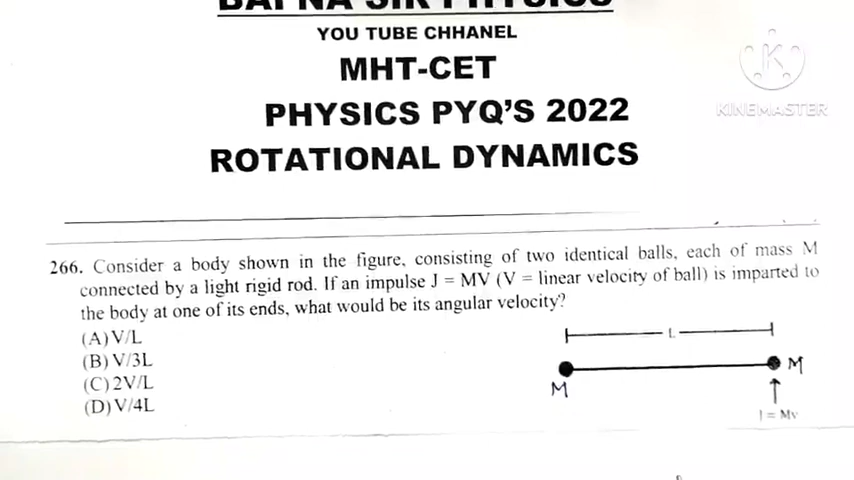 BAFNA SIR PHYSICS
YOU TUBE CHHANEL
MHT-CET
KINEMASTER
PHYSICS PYQ'S 2022
ROTATIONAL DYNAMICS
266. Consider a body shown in the figure, consisting of two identical balls, each of mass M
connected by a light rigid rod. If an impulse J = MV (V = linear velocity of ball) is imparted to
the body at one of its ends, what would be its angular velocity?
(A) V/L
(B) V/3L
(C) 2V/L
(D) V/4L
L
M
M
J = Mv